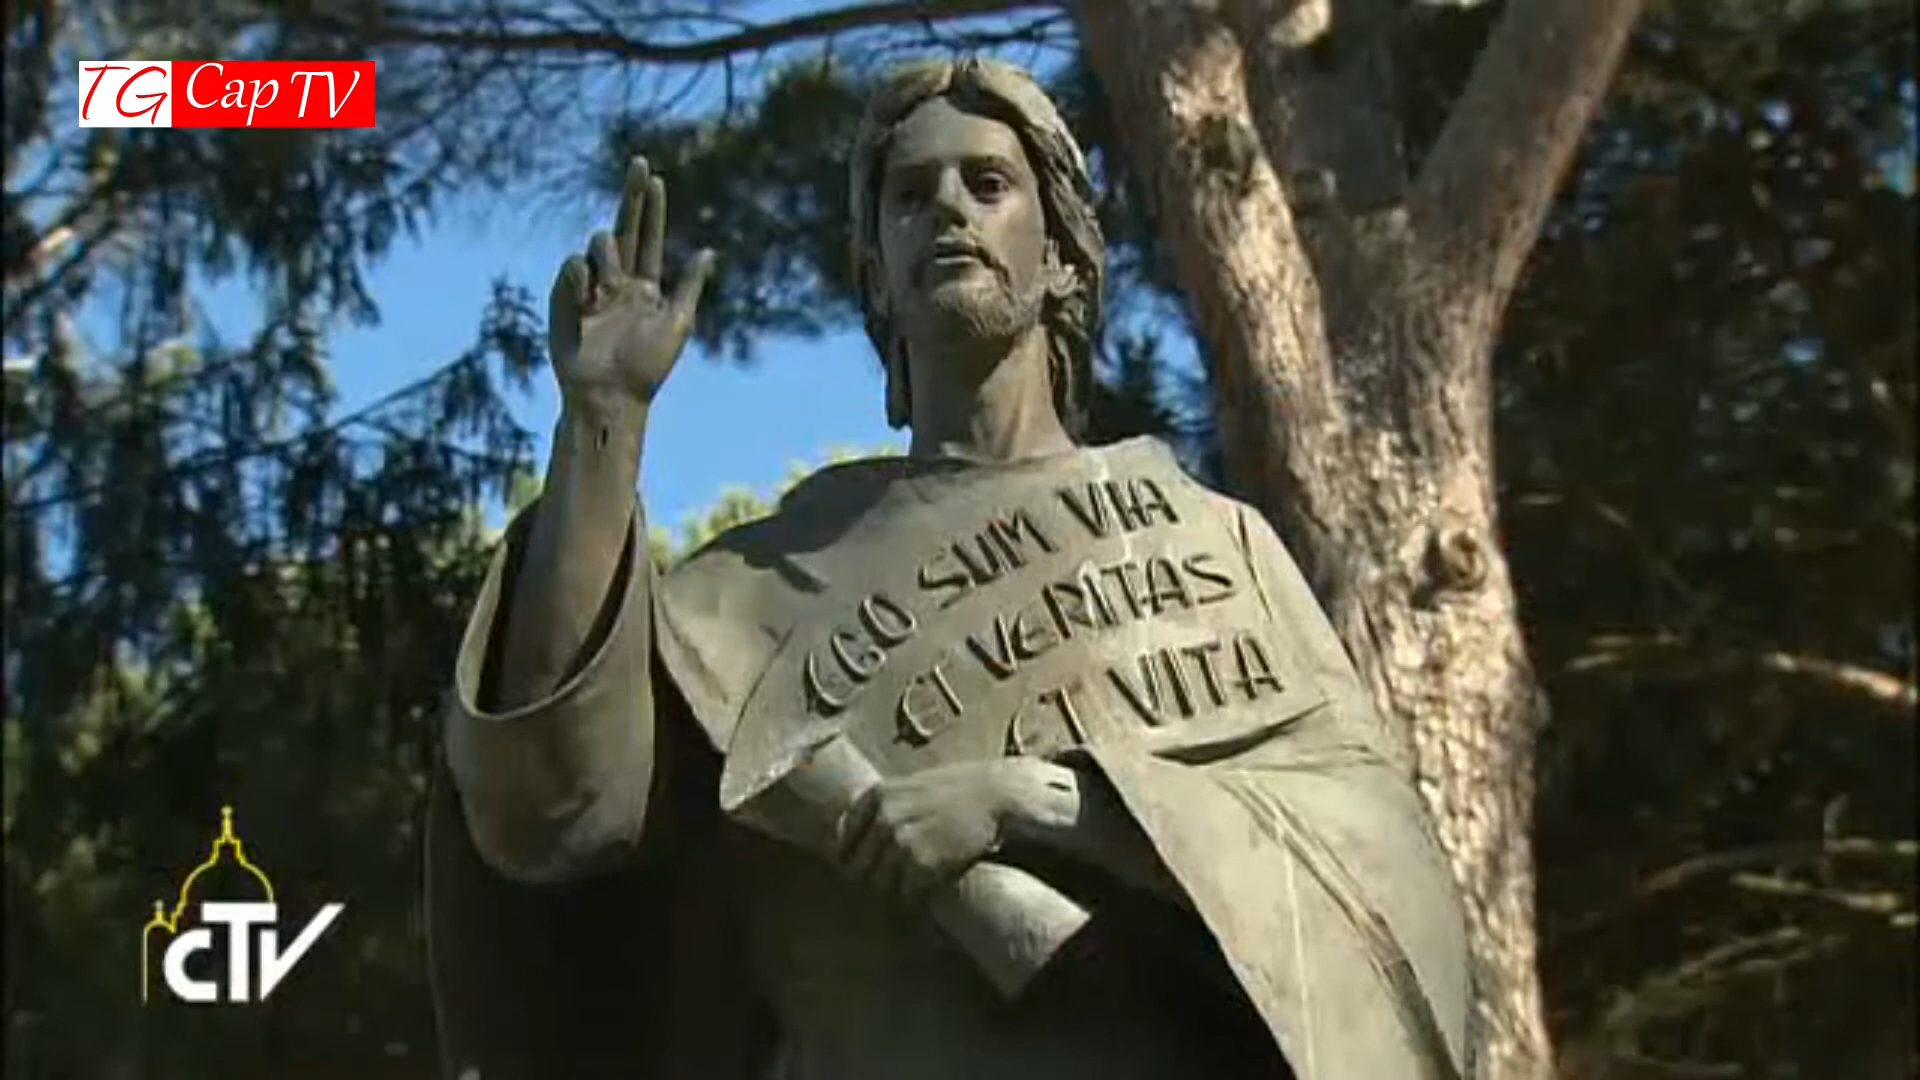 TG Cap TV
EGO SUM VIA
ET VERITAS
ET VITA
CTV